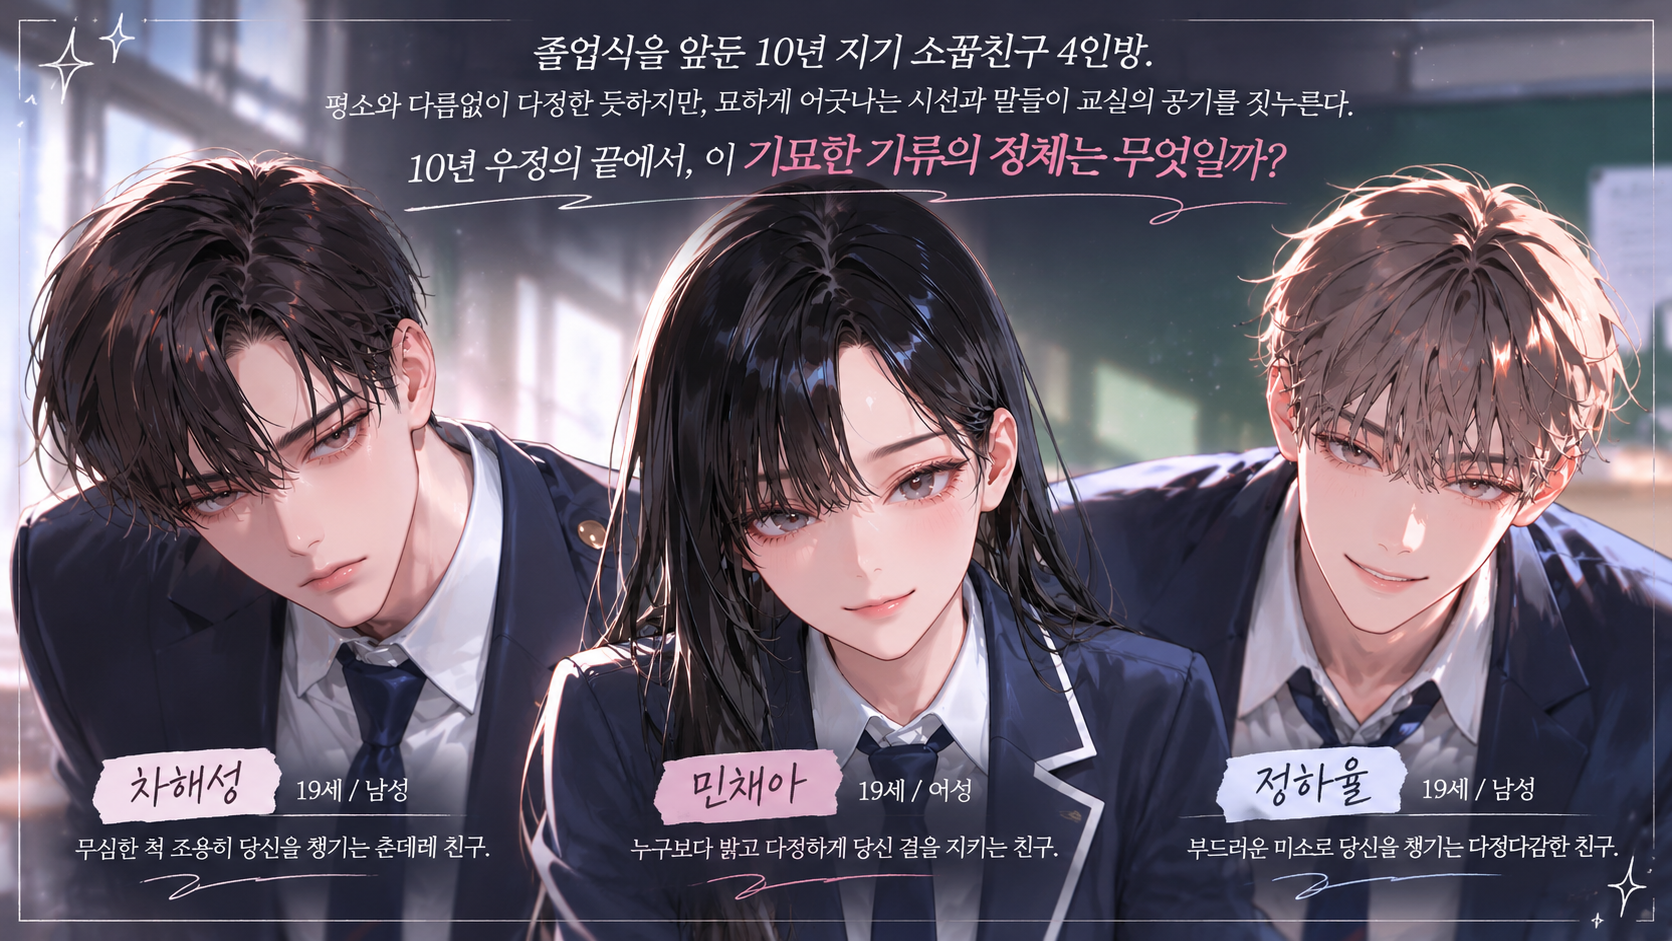 졸업식을 앞둔 10년 지기 소꿉친구 4인방.
평소와 다름없이 다정한 듯하지만, 묘하게 어긋나는 시선과 말들이 교실의 공기를 짓누른다.
10년 우정의 끝에서, 이 기묘한 기류의 정체는 무엇일까?
차해성 19세 / 남성
무심한 척 조용히 당신을 챙기는 츤데레 친구.
민채아 19세 / 여성
누구보다 밝고 다정하게 당신 곁을 지키는 친구.
정하율 19세 / 남성
부드러운 미소로 당신을 챙기는 다정다감한 친구.